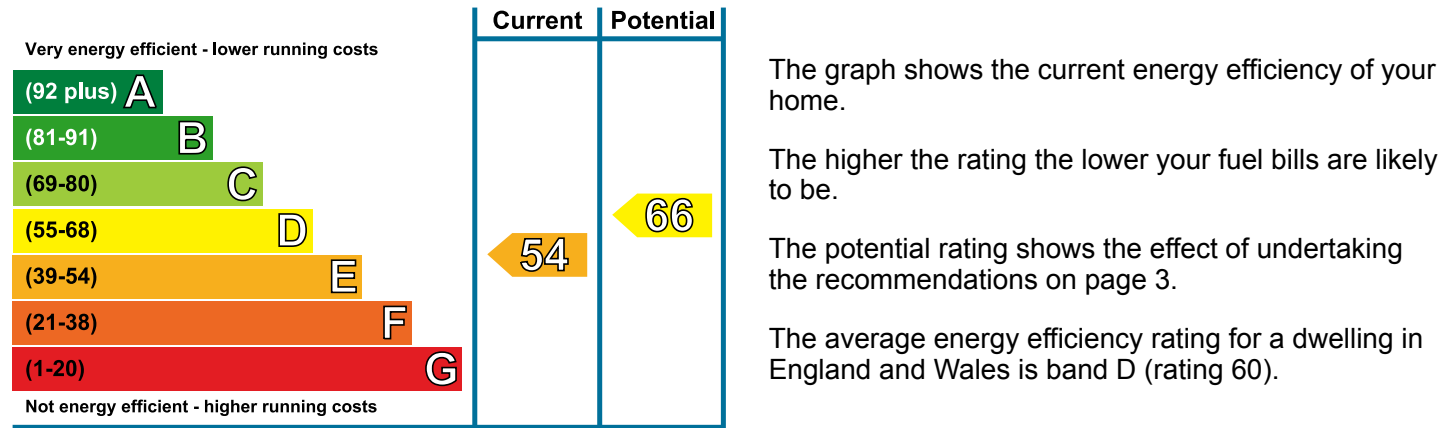 Current Potential
Very energy efficient - lower running costs
(92 plus) A
(81-91) B
(69-80) C
(55-68) D
(39-54) E
(21-38) F
(1-20) G
Not energy efficient - higher running costs
54
66
The graph shows the current energy efficiency of your
home.
The higher the rating the lower your fuel bills are likely
to be.
The potential rating shows the effect of undertaking
the recommendations on page 3.
The average energy efficiency rating for a dwelling in
England and Wales is band D (rating 60).